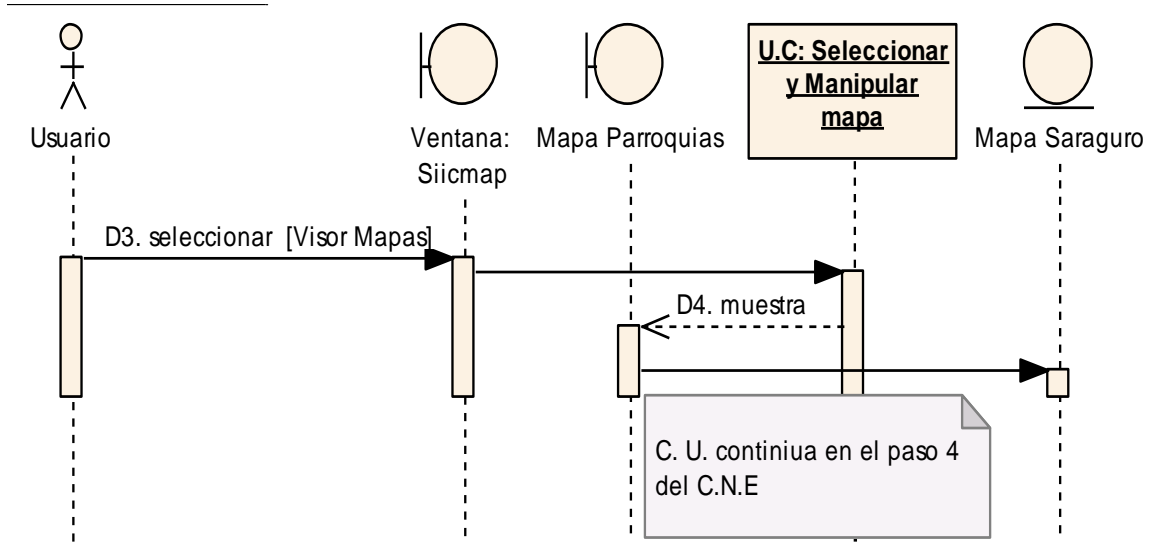 Usuario
Ventana:
Siicmap
Mapa Parroquias
U.C: Seleccionar
y Manipular
mapa
Mapa Saraguro
D3. seleccionar [Visor Mapas]
D4. muestra
C. U. continiua en el paso 4
del C.N.E